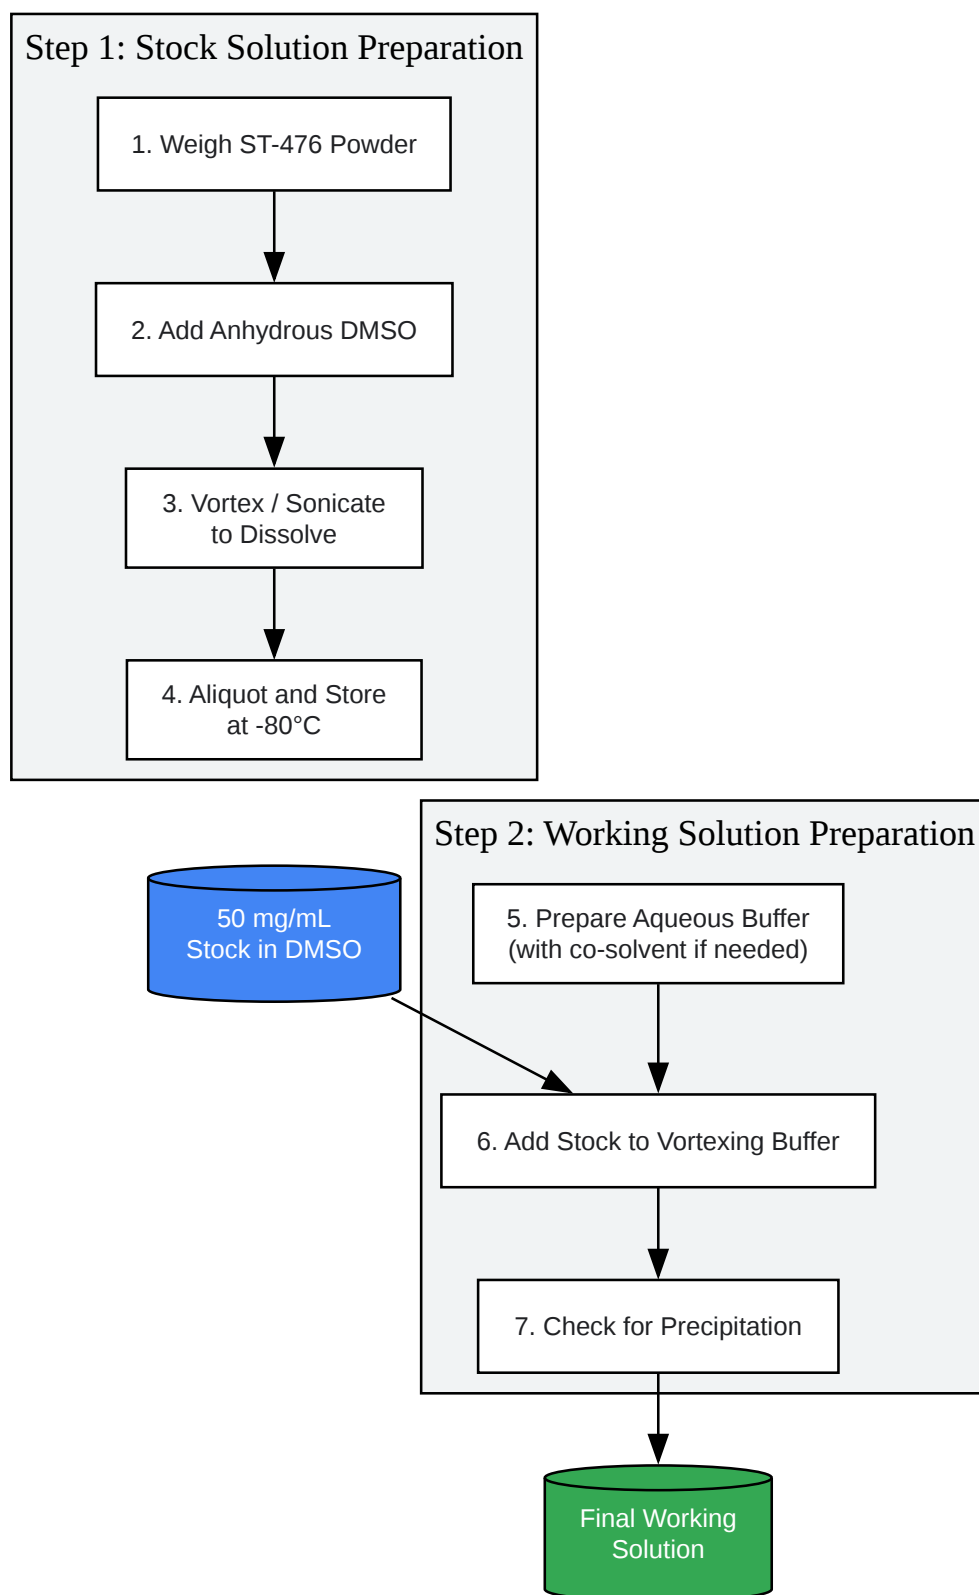 Step 1: Stock Solution Preparation
1. Weigh ST-476 Powder
2. Add Anhydrous DMSO
3. Vortex / Sonicate
to Dissolve
4. Aliquot and Store
at -80°C
Step 2: Working Solution Preparation
50 mg/mL
Stock in DMSO
5. Prepare Aqueous Buffer
(with co-solvent if needed)
6. Add Stock to Vortexing Buffer
7. Check for Precipitation
Final Working
Solution